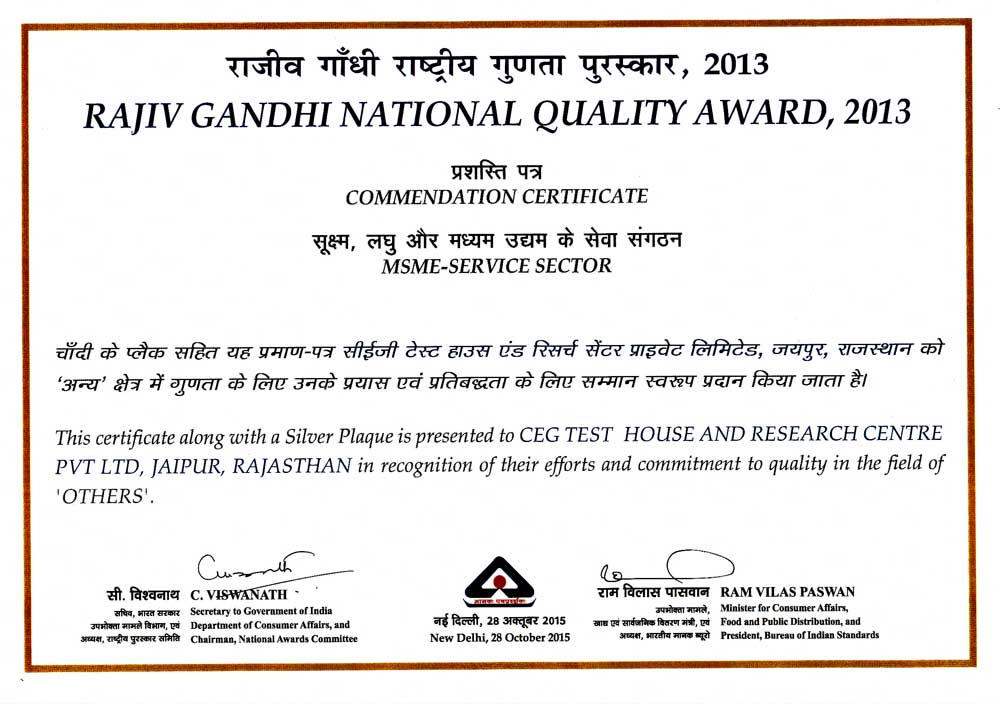 राजीव गाँधी राष्ट्रीय गुणता पुरस्कार, 2013
RAJIV GANDHI NATIONAL QUALITY AWARD, 2013
प्रशस्ति पत्र
COMMENDATION CERTIFICATE
सूक्ष्म, लघु और मध्यम उद्यम के सेवा संगठन
MSME-SERVICE SECTOR
चाँदी के प्लैक सहित यह प्रमाण-पत्र सीईजी टेस्ट हाउस एंड रिसर्च सेंटर प्राइवेट लिमिटेड, जयपुर, राजस्थान को
'अन्य' क्षेत्र में गुणता के लिए उनके प्रयास एवं प्रतिबद्धता के लिए सम्मान स्वरूप प्रदान किया जाता है।
This certificate along with a Silver Plaque is presented to CEG TEST HOUSE AND RESEARCH CENTRE
PVT LTD, JAIPUR, RAJASTHAN in recognition of their efforts and commitment to quality in the field of
'OTHERS'.
सी. विश्वनाथ C. VISWANATH
सचिव, भारत सरकार Secretary to Government of India
उपभोक्ता मामले विभाग, एवं Department of Consumer Affairs, and
अध्यक्ष, राष्ट्रीय पुरस्कार समिति Chairman, National Awards Committee
मानकः पथप्रदर्शकः
नई दिल्ली, 28 अक्तूबर 2015
New Delhi, 28 October 2015
राम विलास पासवान RAM VILAS PASWAN
उपभोक्ता मामले, Minister for Consumer Affairs,
खाद्य एवं सार्वजनिक वितरण मंत्री, एवं Food and Public Distribution, and
अध्यक्ष, भारतीय मानक ब्यूरो President, Bureau of Indian Standards